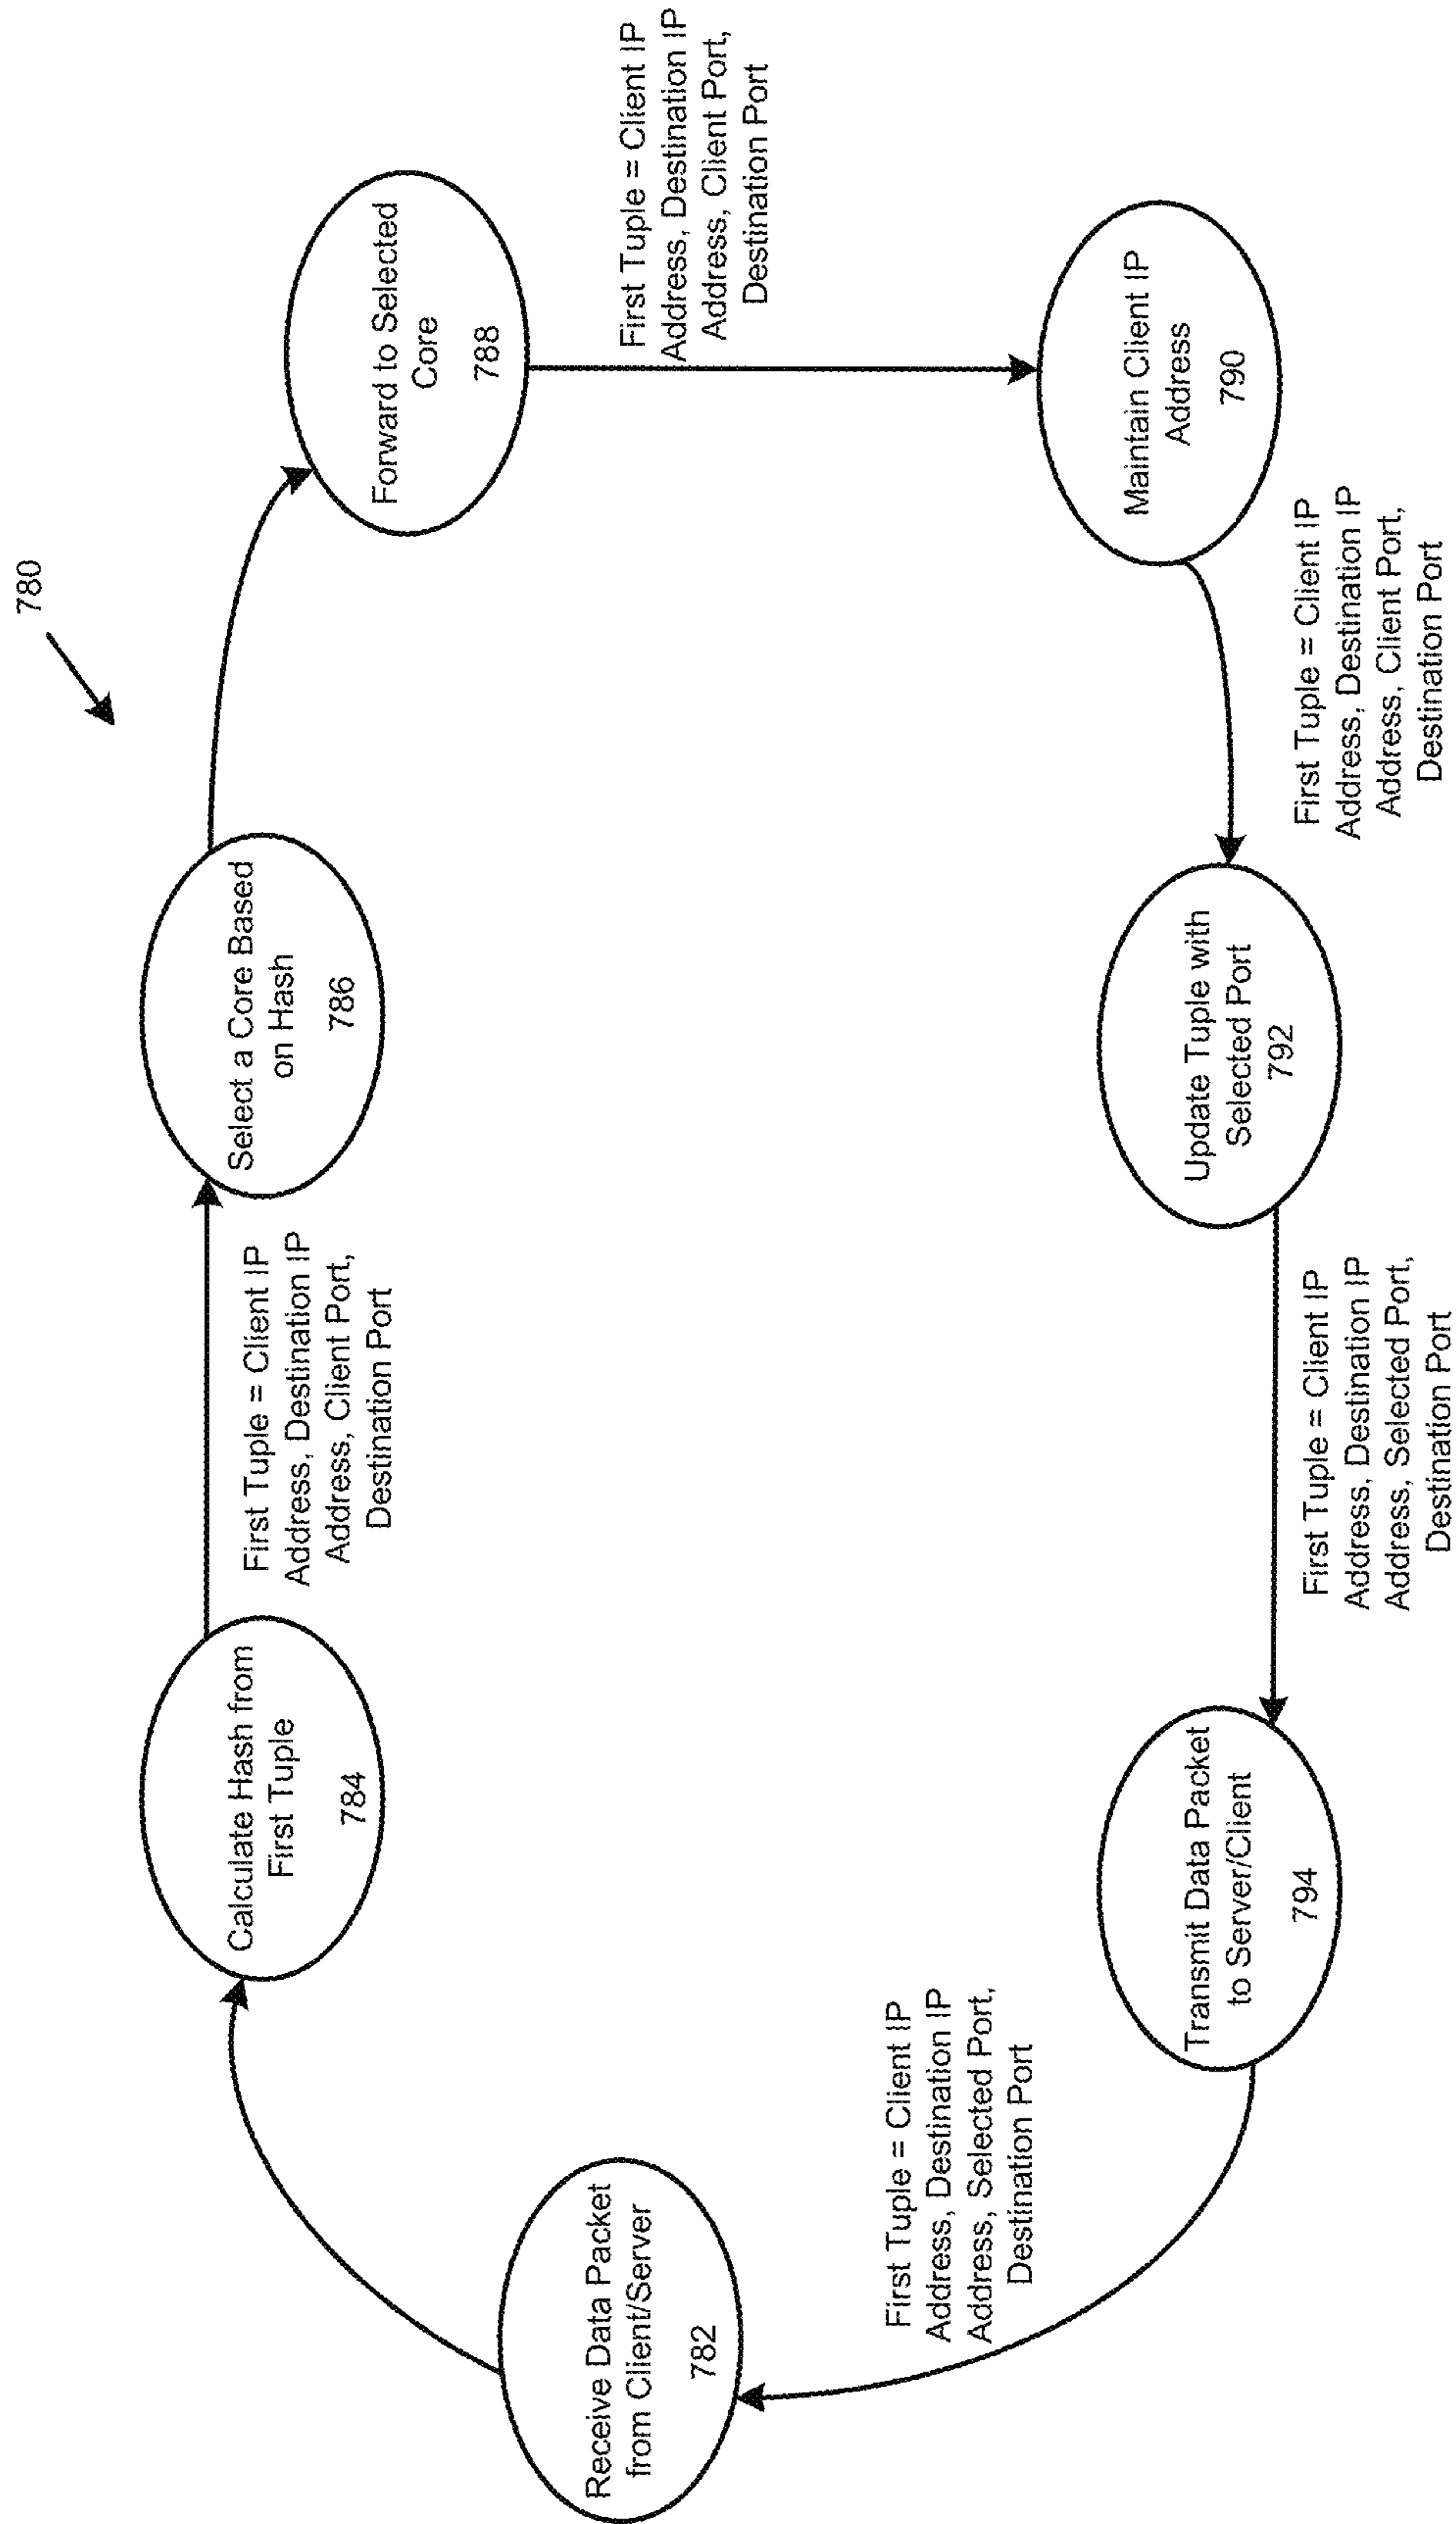 780
Receive Data Packet
from Client/Server
782
Calculate Hash from
First Tuple
784
First Tuple = Client IP
Address, Destination IP
Address, Client Port,
Destination Port
Select a Core Based
on Hash
786
Forward to Selected
Core
788
First Tuple = Client IP
Address, Destination IP
Address, Client Port,
Destination Port
Maintain Client IP
Address
790
First Tuple = Client IP
Address, Destination IP
Address, Client Port,
Destination Port
Update Tuple with
Selected Port
792
First Tuple = Client IP
Address, Destination IP
Address, Selected Port,
Destination Port
Transmit Data Packet
to Server/Client
794
First Tuple = Client IP
Address, Destination IP
Address, Selected Port,
Destination Port